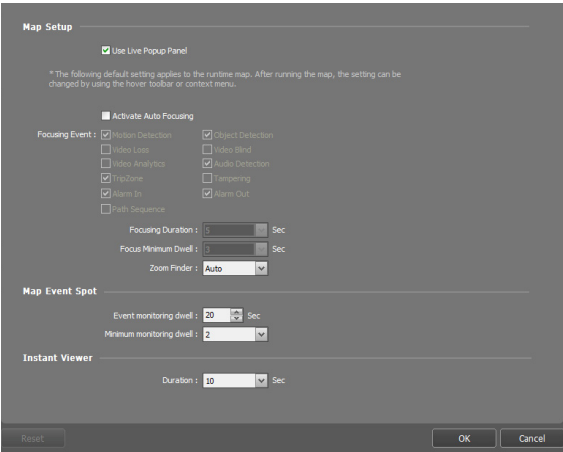 Map Setup
Use Live Popup Panel
* The following default setting applies to the runtime map. After running the map, the setting can be
changed by using the hover toolbar or context menu.
Activate Auto Focusing
Focusing Event : Motion Detection Object Detection
Video Loss Video Blind
Video Analytics Audio Detection
TripZone Tampering
Alarm In Alarm Out
Path Sequence
Focusing Duration : 5 Sec
Focus Minimum Dwell : 3 Sec
Zoom Finder : Auto
Map Event Spot
Event monitoring dwell : 20 Sec
Minimum monitoring dwell : 2
Instant Viewer
Duration : 10 Sec
Reset OK Cancel